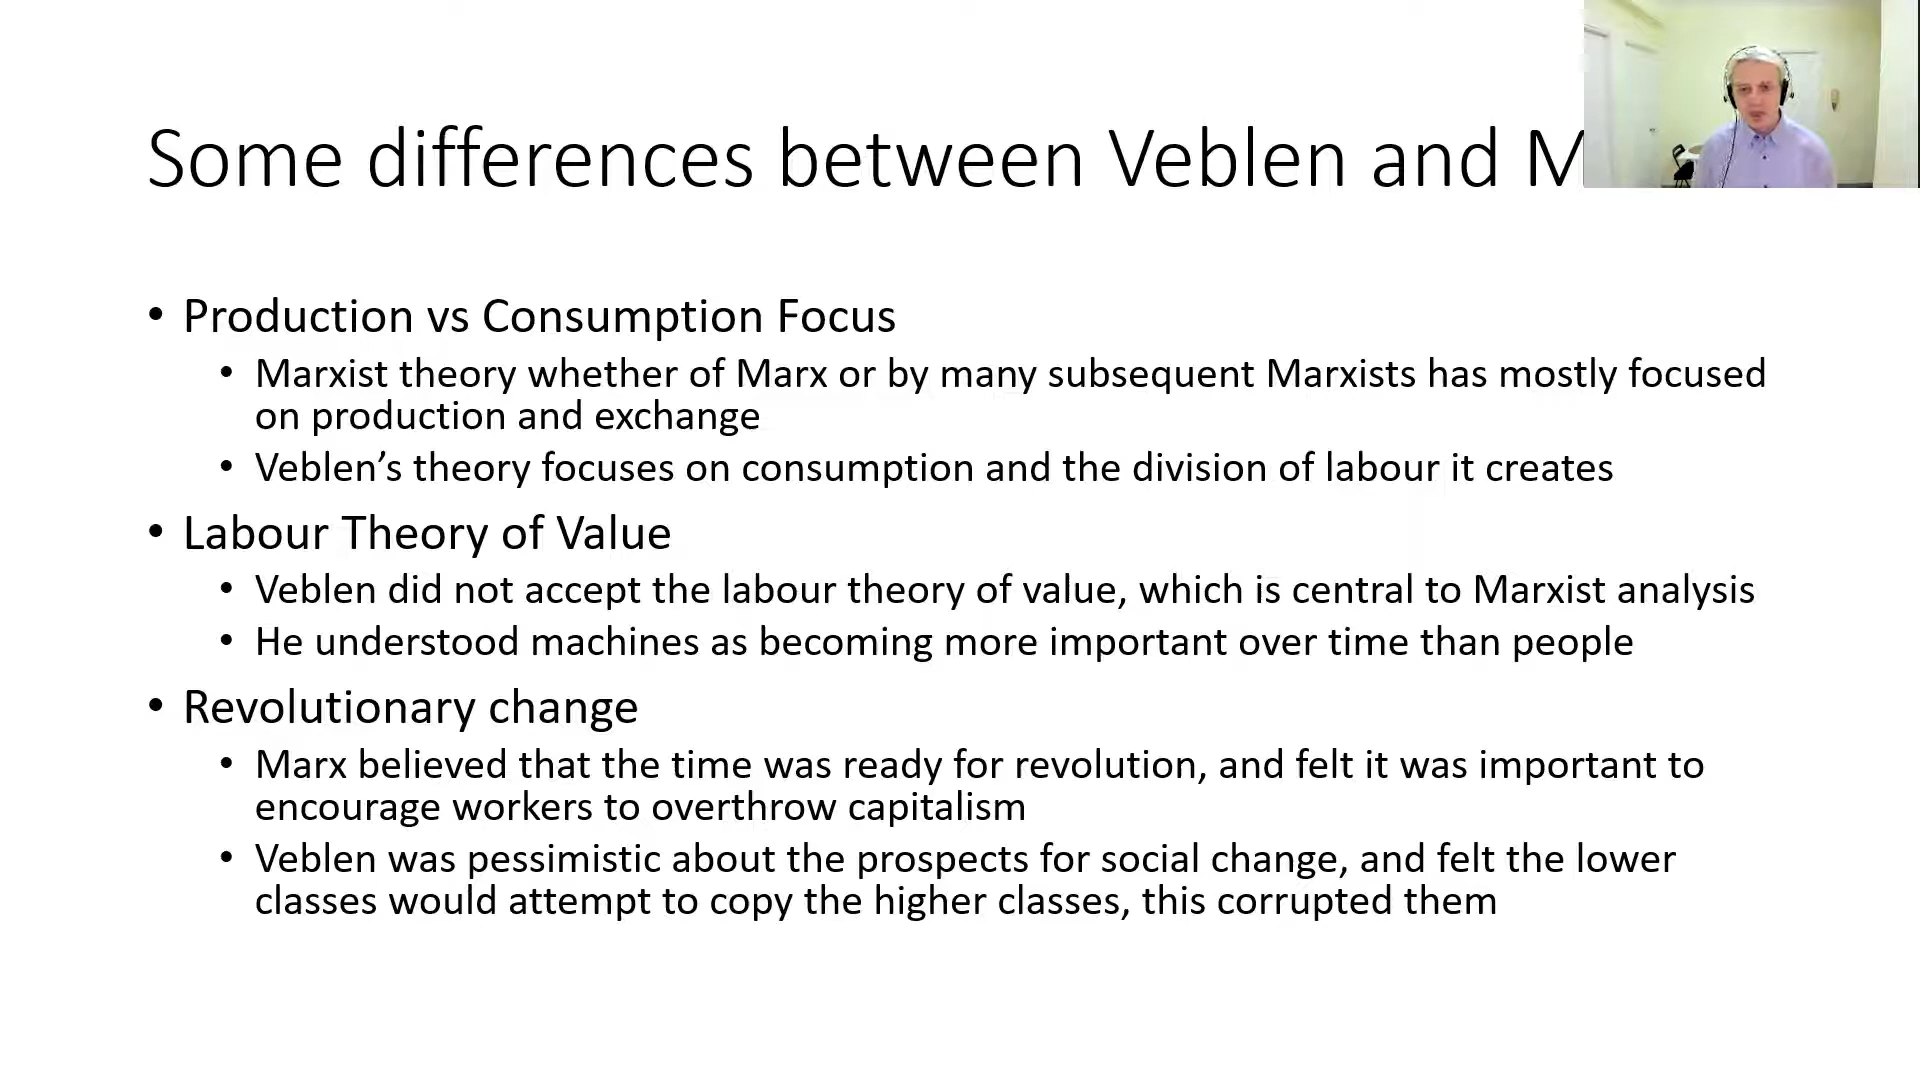 Some differences between Veblen and M
• Production vs Consumption Focus
• Marxist theory whether of Marx or by many subsequent Marxists has mostly focused
on production and exchange
• Veblen’s theory focuses on consumption and the division of labour it creates
• Labour Theory of Value
• Veblen did not accept the labour theory of value, which is central to Marxist analysis
• He understood machines as becoming more important over time than people
• Revolutionary change
• Marx believed that the time was ready for revolution, and felt it was important to
encourage workers to overthrow capitalism
• Veblen was pessimistic about the prospects for social change, and felt the lower
classes would attempt to copy the higher classes, this corrupted them